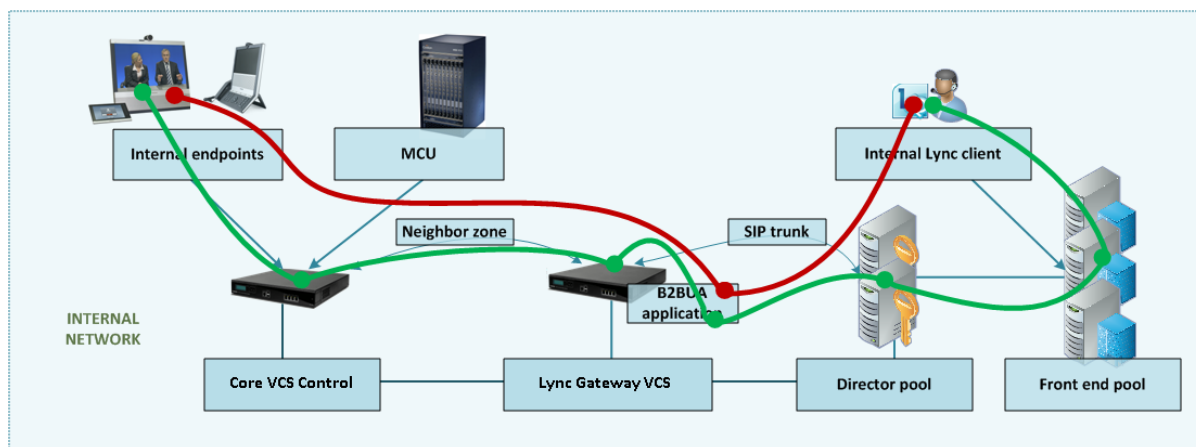 Internal endpoints
MCU
Internal Lync client
Neighbor zone
SIP trunk
B2BUA
application
INTERNAL
NETWORK
Core VCS Control
Lync Gateway VCS
Director pool
Front end pool